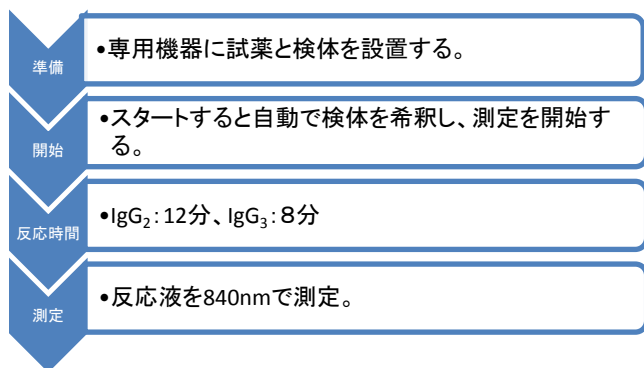 準備
•専用機器に試薬と検体を設置する。
開始
•スタートすると自動で検体を希釈し、測定を開始す
る。
反応時間
•IgG₂：12分、IgG₃：８分
測定
•反応液を840nmで測定。